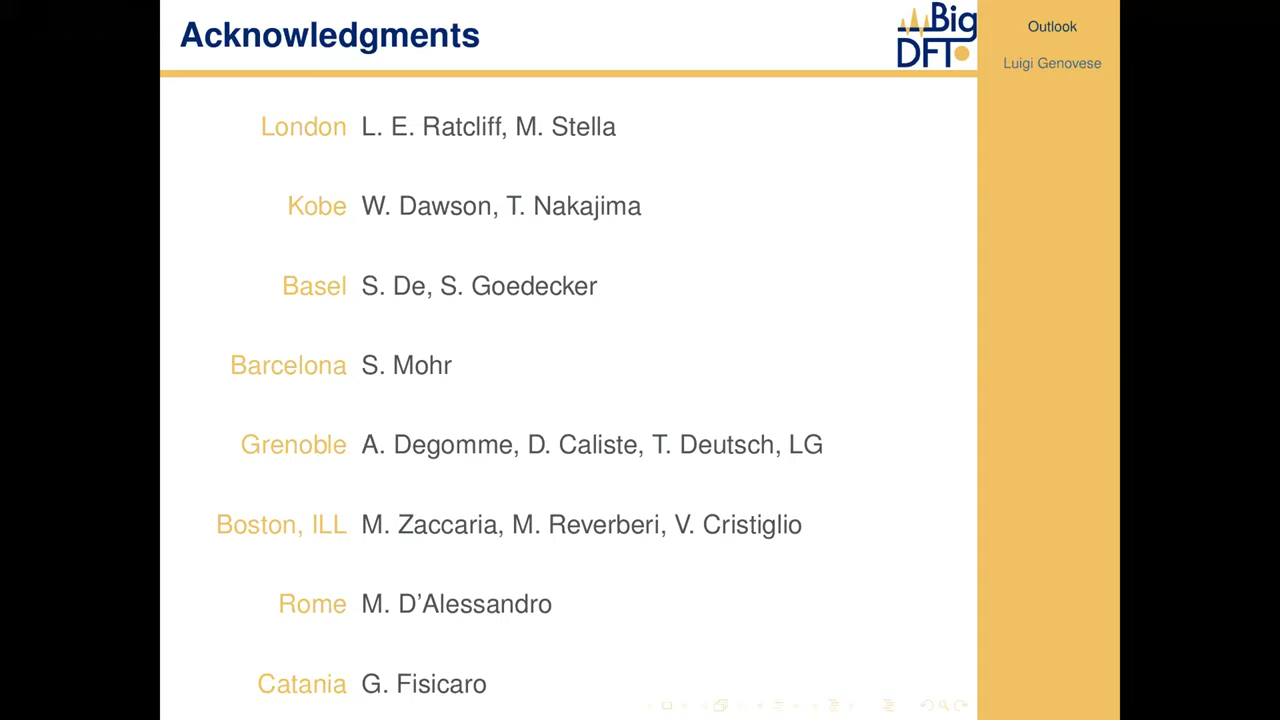 Acknowledgments
Big
DFT
Outlook
Luigi Genovese
London L. E. Ratcliff, M. Stella
Kobe W. Dawson, T. Nakajima
Basel S. De, S. Goedecker
Barcelona S. Mohr
Grenoble A. Degomme, D. Caliste, T. Deutsch, LG
Boston, ILL M. Zaccaria, M. Reverberi, V. Cristiglio
Rome M. D'Alessandro
Catania G. Fisicaro